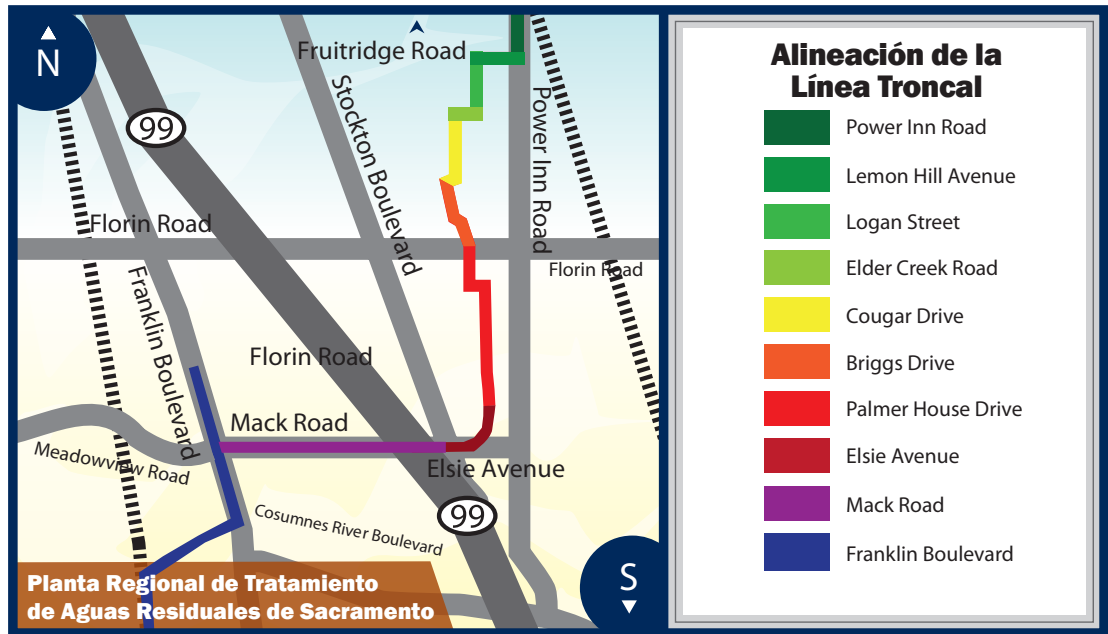 N
Fruitridge Road
99
Stockton Boulevard
Power Inn Road
Florin Road
Florin Road
Franklin Boulevard
Florin Road
Mack Road
Meadowview Road
Elsie Avenue
99
Cosumnes River Boulevard
S
Planta Regional de Tratamiento
de Aguas Residuales de Sacramento
Alineación de la
Línea Troncal
Power Inn Road
Lemon Hill Avenue
Logan Street
Elder Creek Road
Cougar Drive
Briggs Drive
Palmer House Drive
Elsie Avenue
Mack Road
Franklin Boulevard